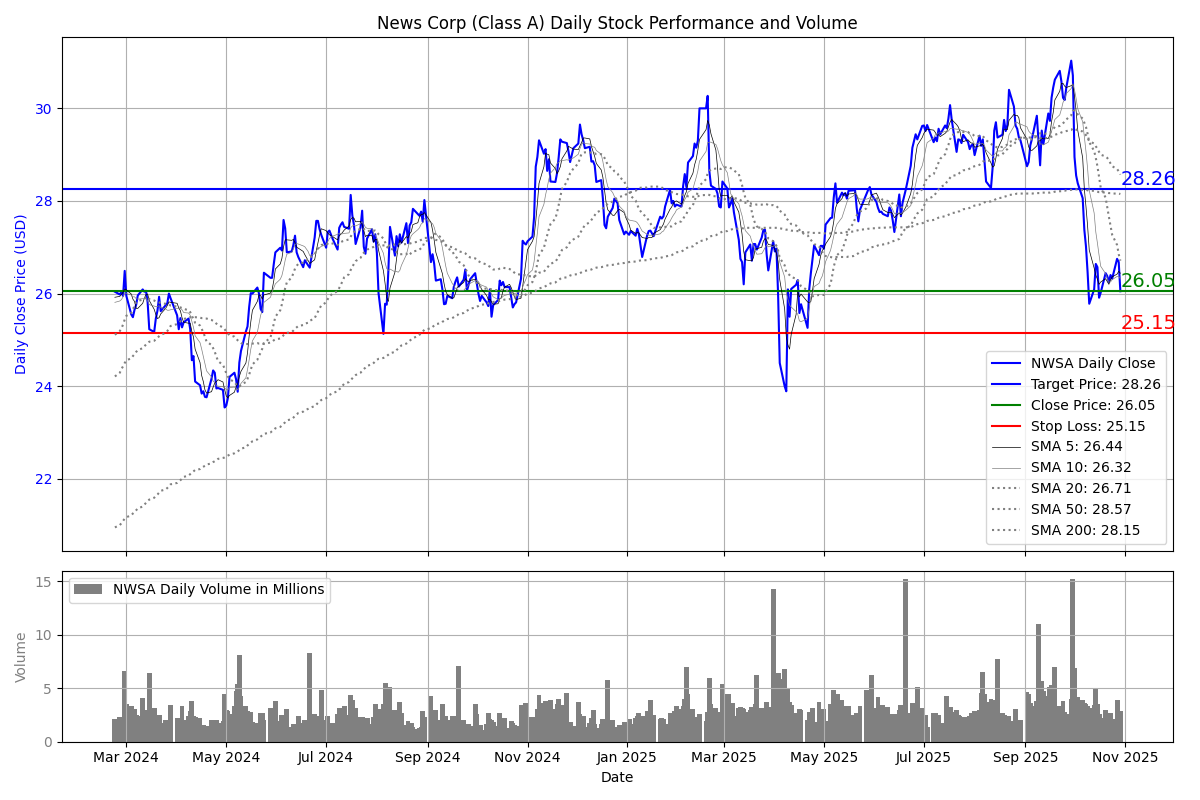 News Corp (Class A) Daily Stock Performance and Volume
Daily Close Price (USD)
30
28
26
24
22
28.26
26.05
25.15
NWSA Daily Close
Target Price: 28.26
Close Price: 26.05
Stop Loss: 25.15
SMA 5: 26.44
SMA 10: 26.32
SMA 20: 26.71
SMA 50: 28.57
SMA 200: 28.15
Volume
15
10
5
0
NWSA Daily Volume in Millions
Mar 2024
May 2024
Jul 2024
Sep 2024
Nov 2024
Jan 2025
Mar 2025
May 2025
Jul 2025
Sep 2025
Nov 2025
Date